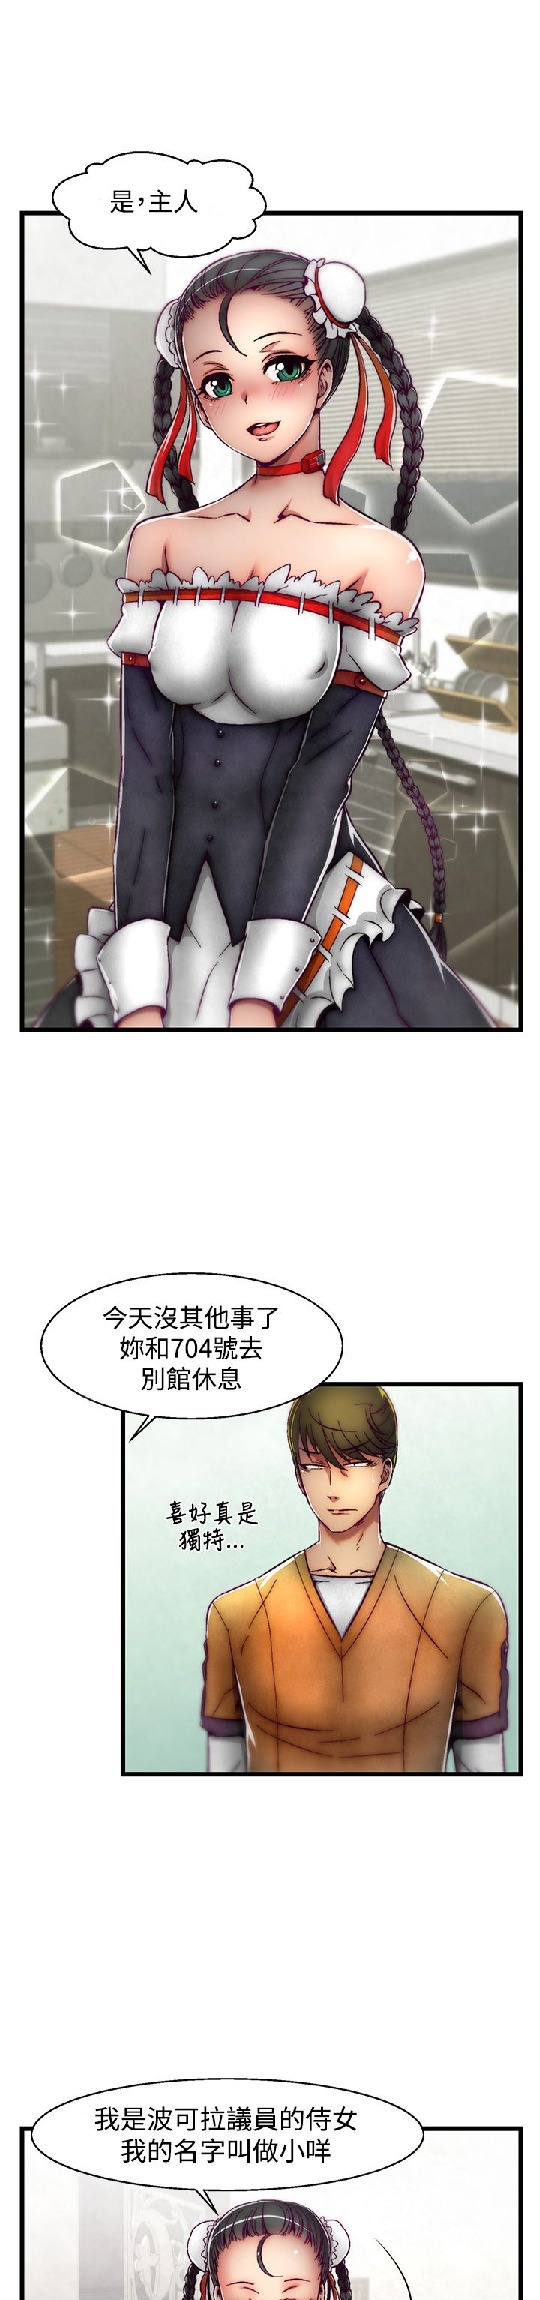 是，主人
今天沒其他事了
妳和704號去
別館休息
喜好真是
獨特...
我是波可拉議員的侍女
我的名字叫做小咩